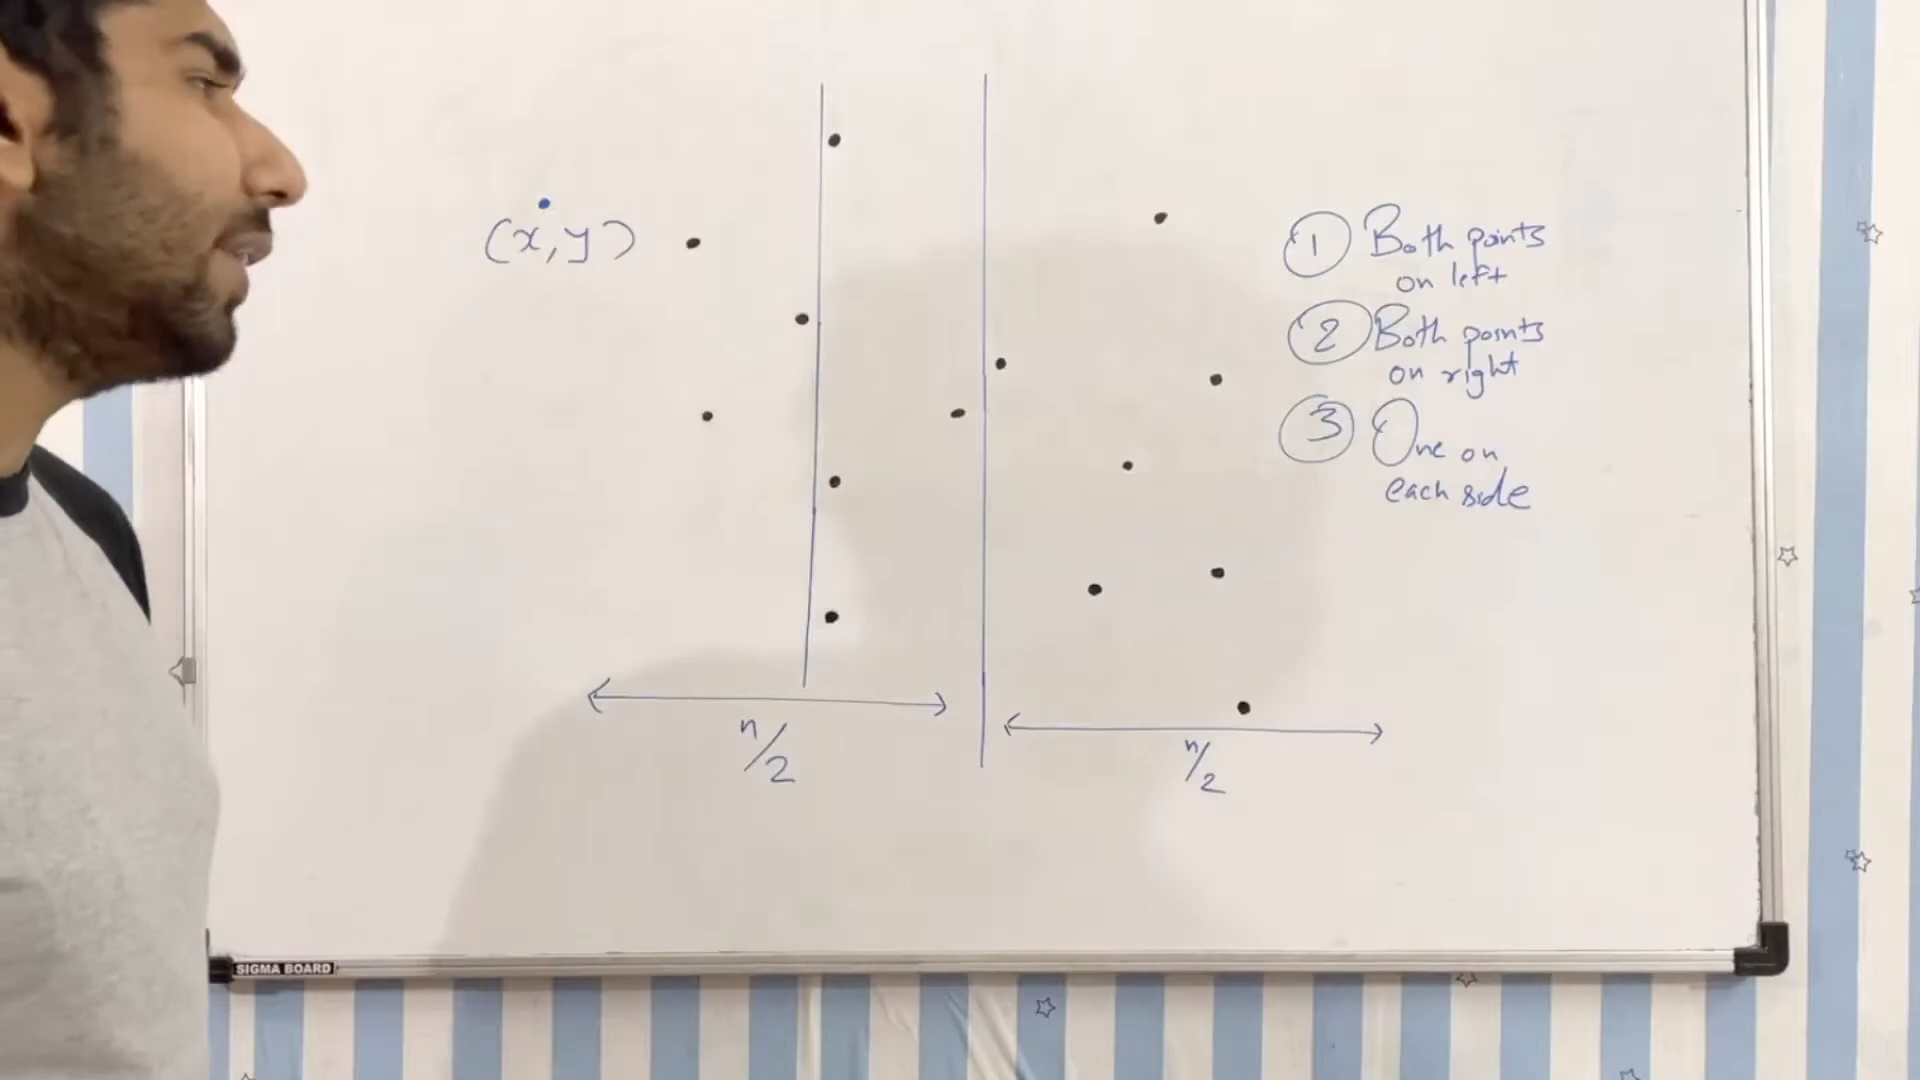 (x,y)
① Both points
on left
② Both points
on right
③ One on
each side
n/2
n/2
SIGMA BOARD